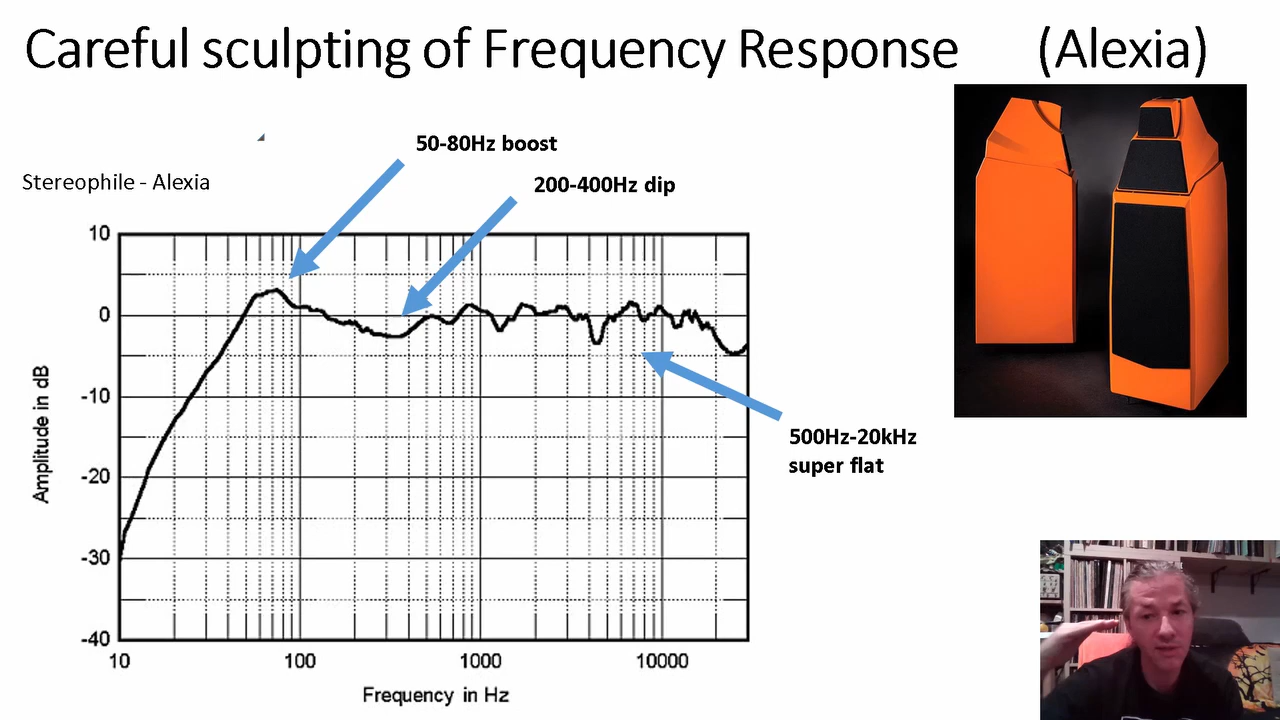 Careful sculpting of Frequency Response (Alexia)
50-80Hz boost
Stereophile - Alexia
200-400Hz dip
10
0
-10
-20
-30
-40
Amplitude in dB
10 100 1000 10000
Frequency in Hz
500Hz-20kHz
super flat